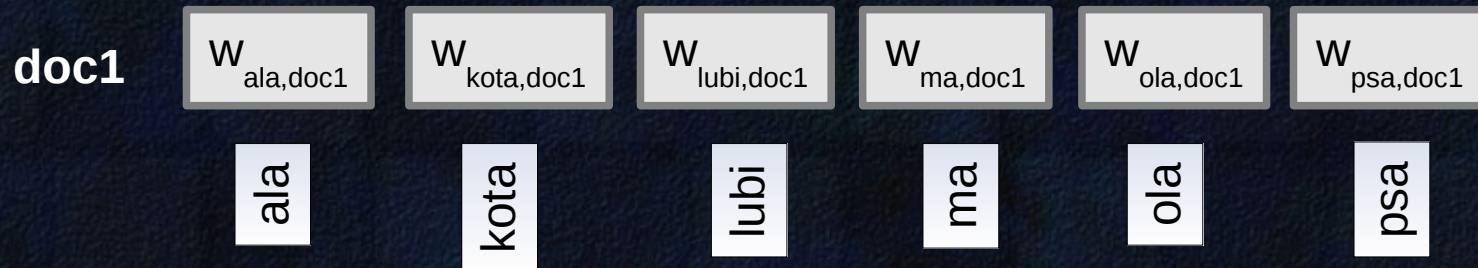 doc1 w ala,doc1 w kota,doc1 w lubi,doc1 w ma,doc1 w ola,doc1 w psa,doc1
ala kota lubi ma ola psa